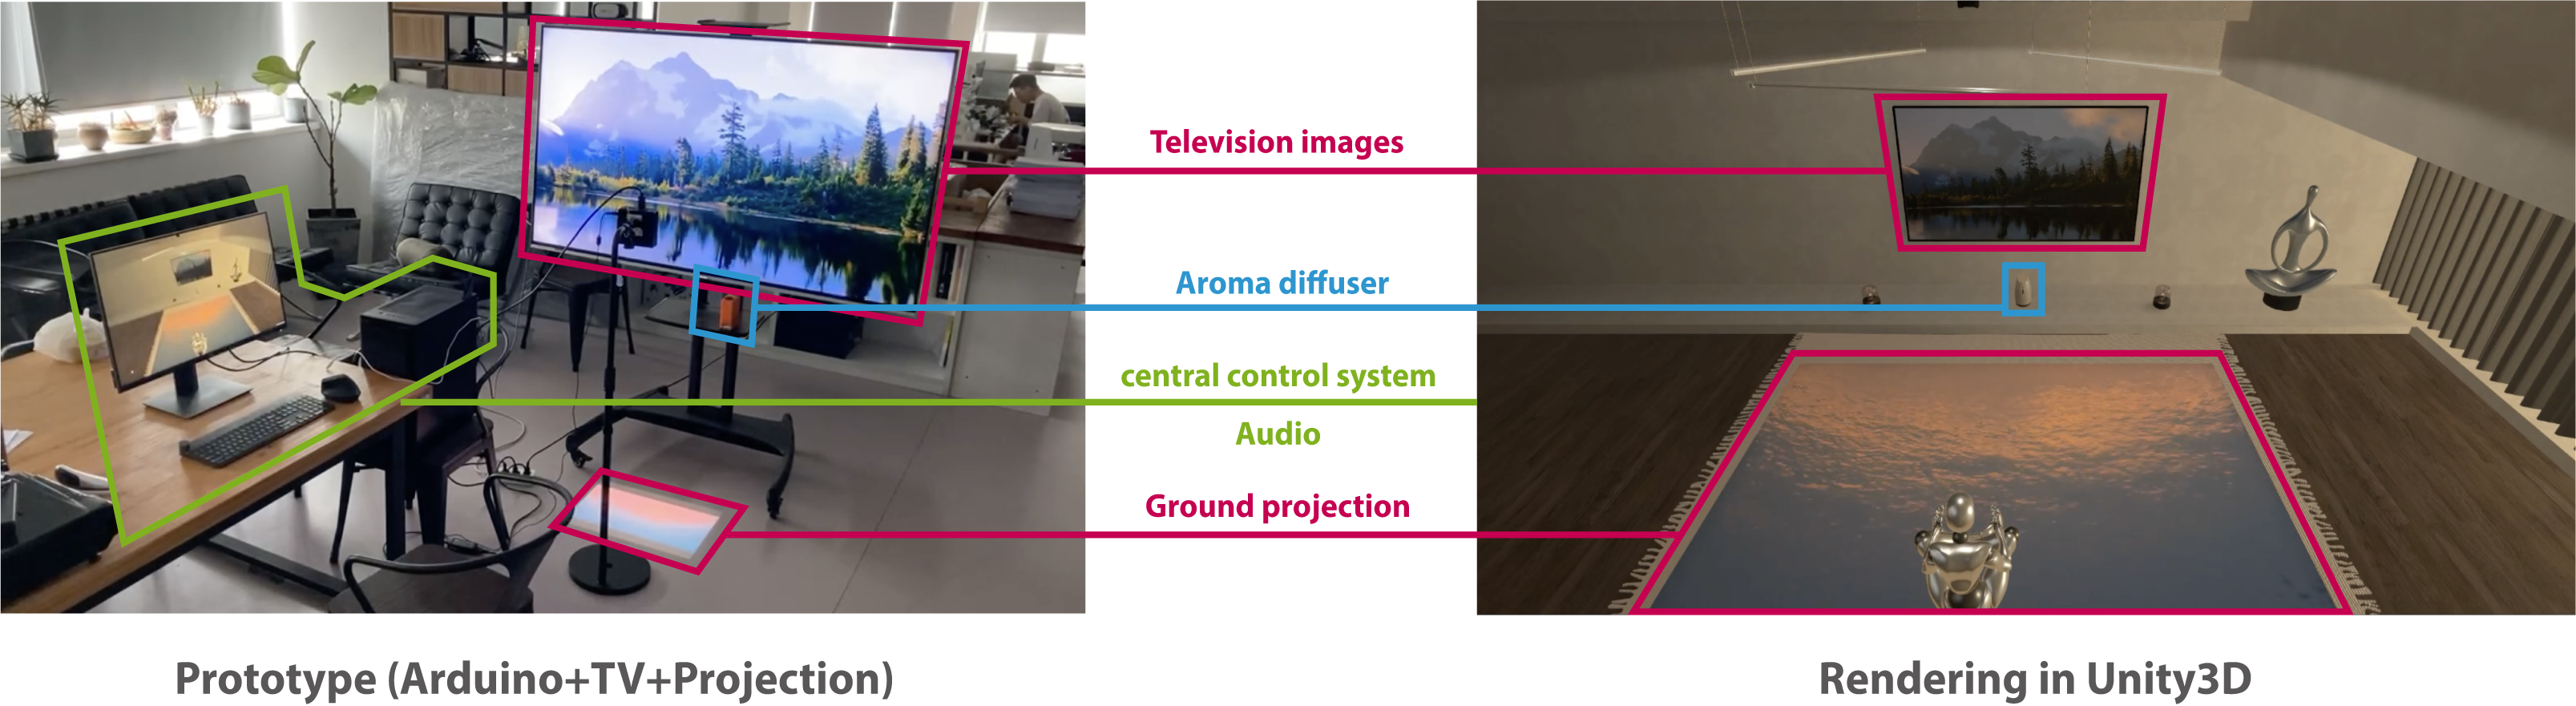 Television images
Aroma diffuser
central control system
Audio
Ground projection
Prototype (Arduino+TV+Projection)
Rendering in Unity3D